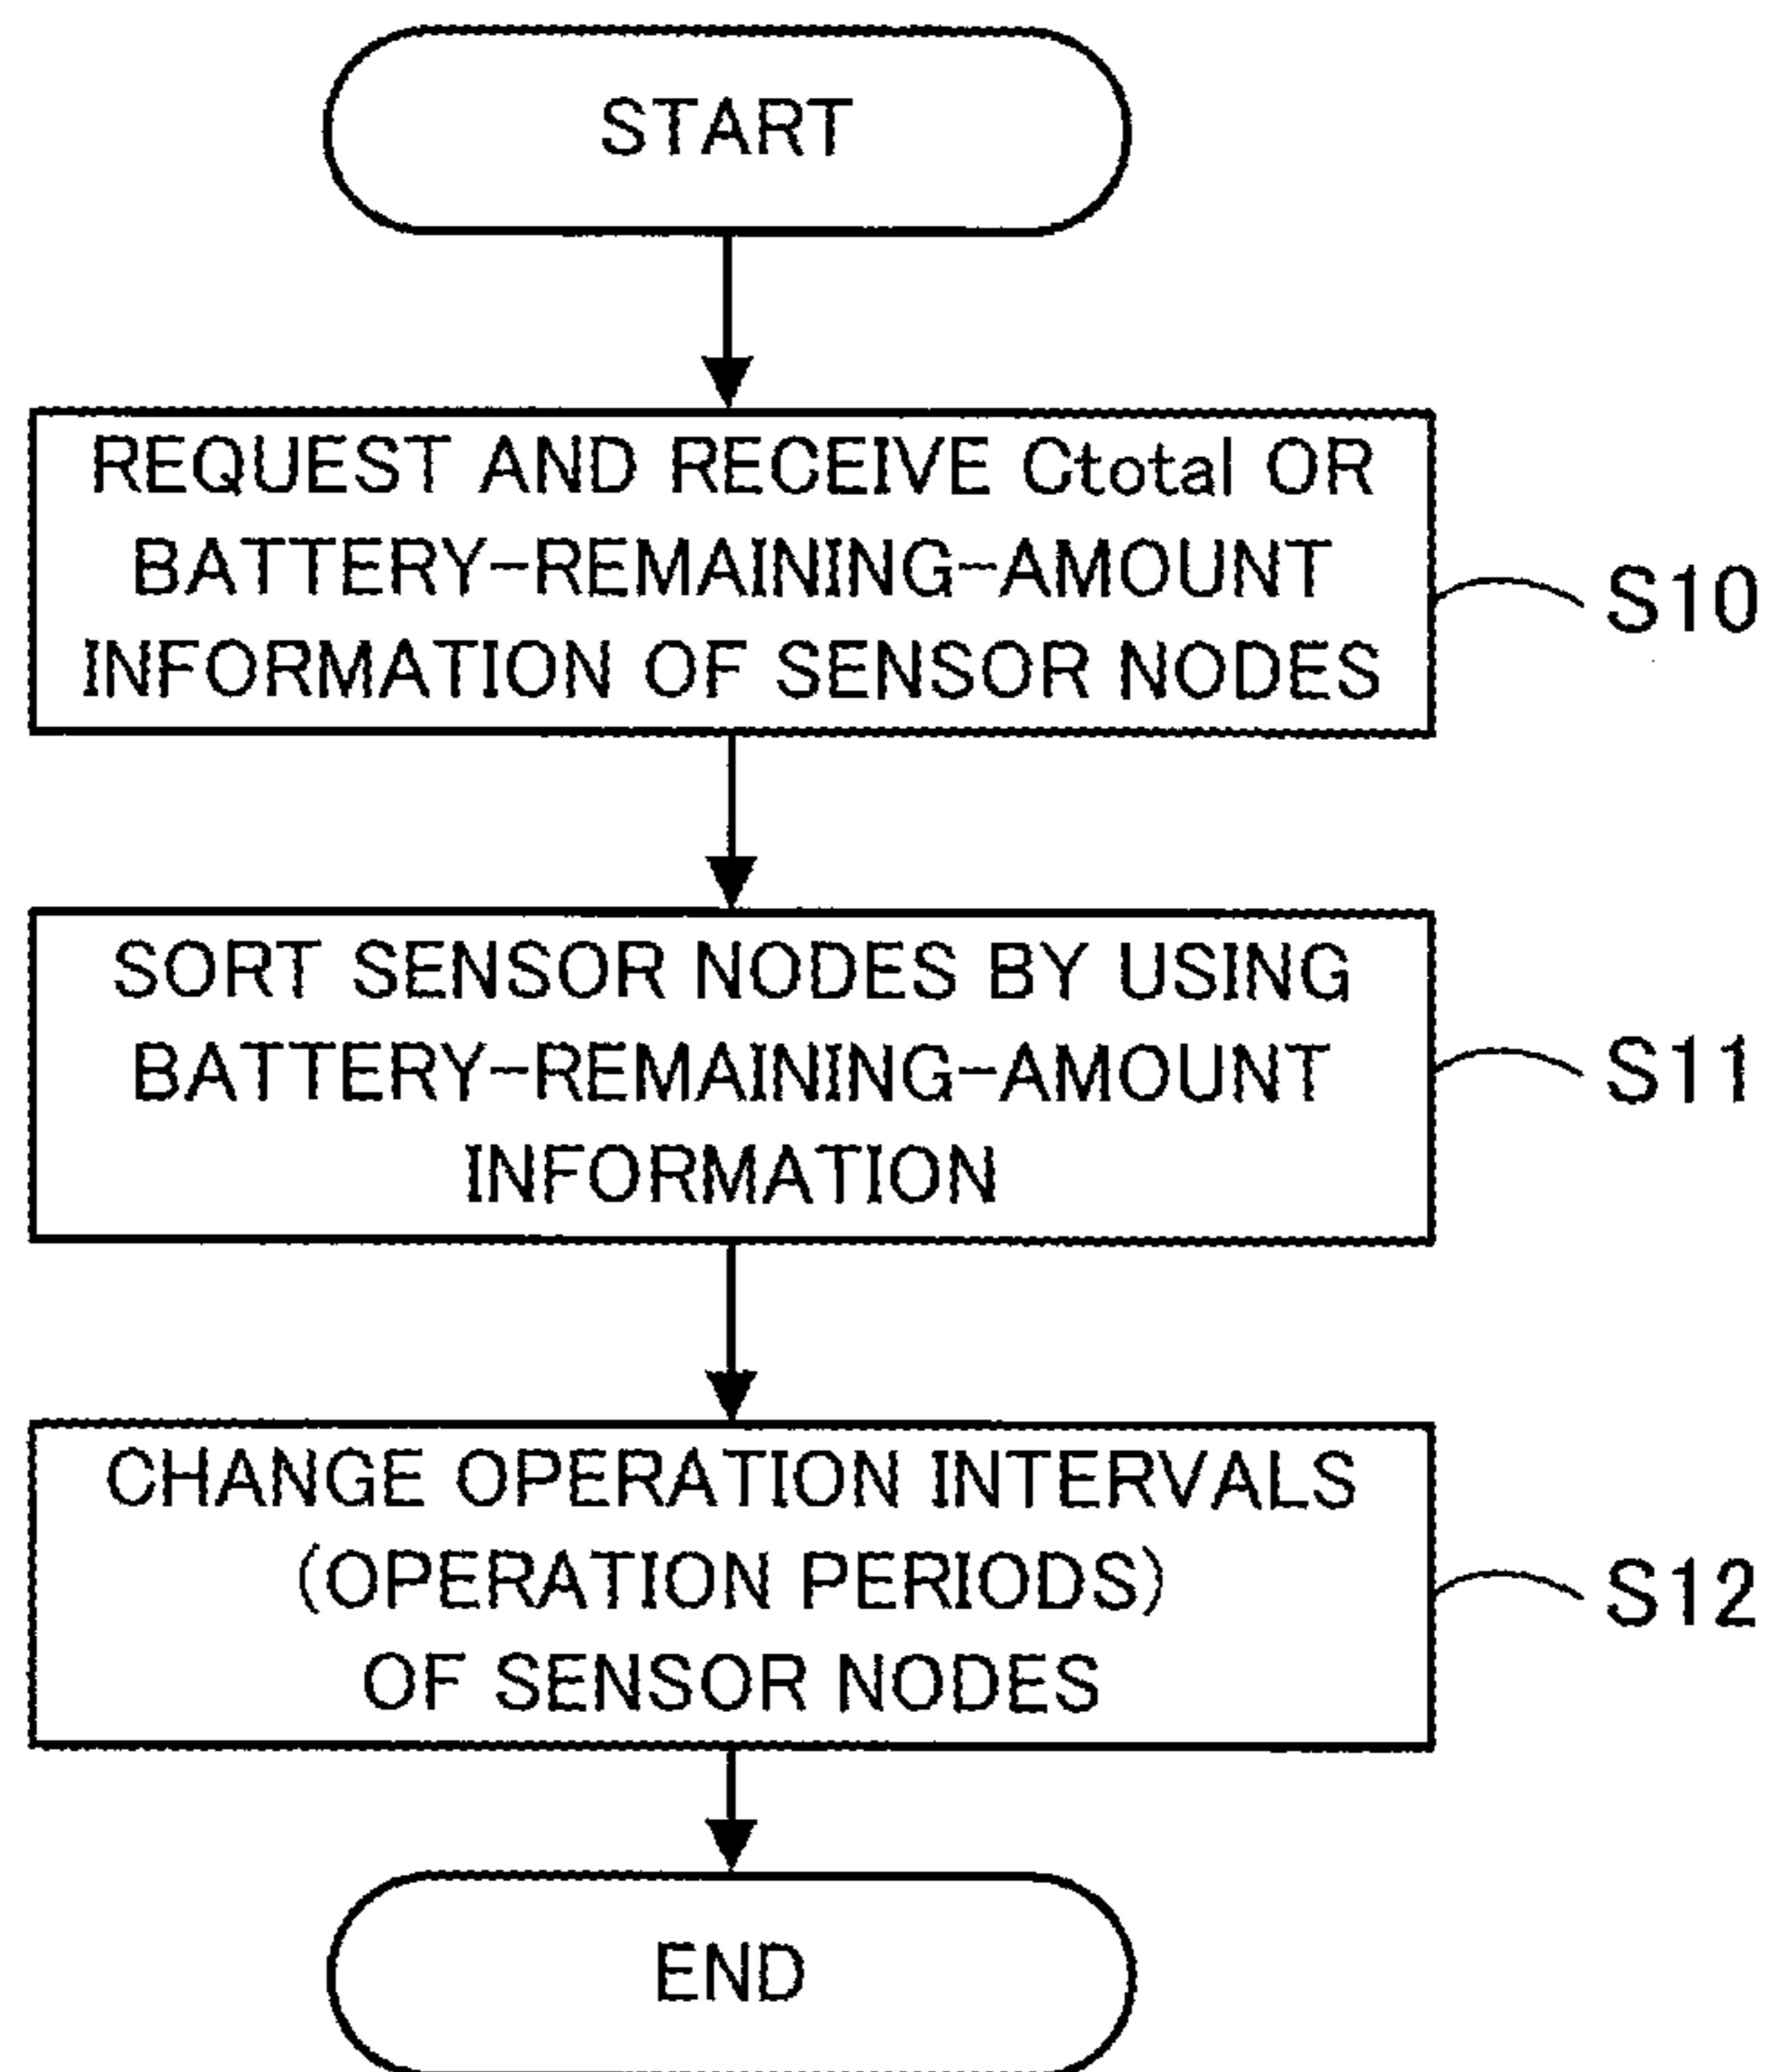 START
REQUEST AND RECEIVE Ctotal OR
BATTERY-REMAINING-AMOUNT
INFORMATION OF SENSOR NODES
S10
SORT SENSOR NODES BY USING
BATTERY-REMAINING-AMOUNT
INFORMATION
S11
CHANGE OPERATION INTERVALS
(OPERATION PERIODS)
OF SENSOR NODES
S12
END